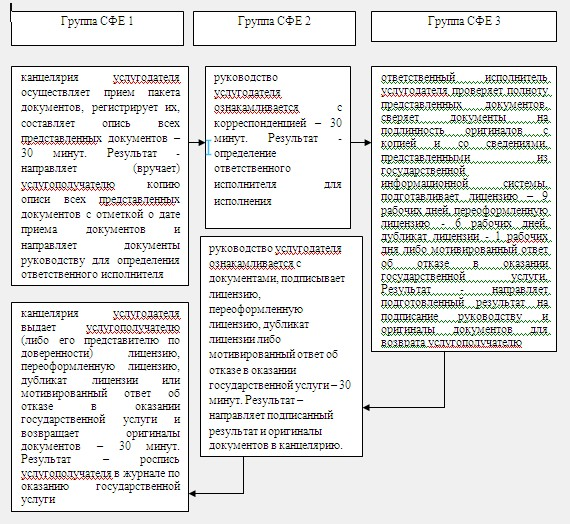 Группа СФЕ 1
Группа СФЕ 2
Группа СФЕ 3
канцелярия услугодателя
осуществляет прием пакета
документов, регистрирует их,
составляет опись всех
представленных документов –
30 минут. Результат -
направляет (вручает)
услугополучателю копию
описи всех представленных
документов с отметкой о дате
приема документов и
направляет документы
руководству для определения
ответственного исполнителя
руководство
услугодателя
ознакамливается с
корреспонденцией – 30
минут. Результат -
определение
ответственного
исполнителя для
исполнения
ответственный исполнитель
услугодателя проверяет полноту
представленных документов,
сверяет документы на
подлинность оригиналов с
копией и со сведениями,
представленными из
государственной
информационной системы,
подготавливает лицензию – 9
рабочих дней, переоформленную
лицензию - 6 рабочих дней,
дубликат лицензии - 1 рабочих
дня либо мотивированный ответ
об отказе в оказании
государственной услуги.
Результат - направляет
подготовленный результат на
подписание руководству и
оригиналы документов для
возврата услугополучателю
руководство услугодателя
ознакамливается с
документами, подписывает
лицензию,
переоформленную
лицензию, дубликат
лицензии либо
мотивированный ответ об
отказе в оказании
государственной услуги – 30
минут. Результат –
направляет подписанный
результат и оригиналы
документов в канцелярию.
канцелярия услугодателя
выдает услугополучателю
(либо его представителю по
доверенности) лицензию,
переоформленную лицензию,
дубликат лицензии или
мотивированный ответ об
отказе в оказании
государственной услуги и
возвращает оригиналы
документов – 30 минут.
Результат – роспись
услугополучателя в журнале по
оказанию государственной
услуги